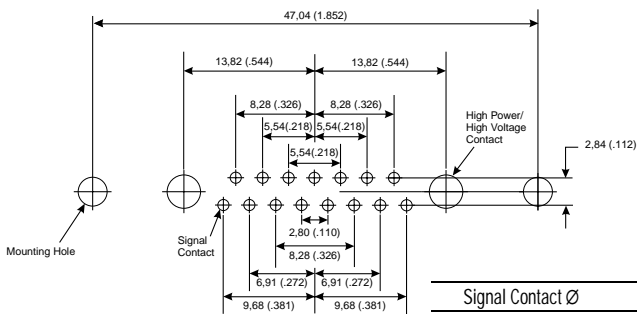 47,04 (1.852)
13,82 (.544)
13,82 (.544)
8,28 (.326)
8,28 (.326)
High Power/
High Voltage
Contact
5,54(.218)
5,54(.218)
2,84 (.112)
5,54(.218)
Mounting Hole
Signal
Contact
2,80 (.110)
8,28 (.326)
6,91 (.272)
6,91 (.272)
9,68 (.381)
9,68 (.381)
Signal Contact Ø